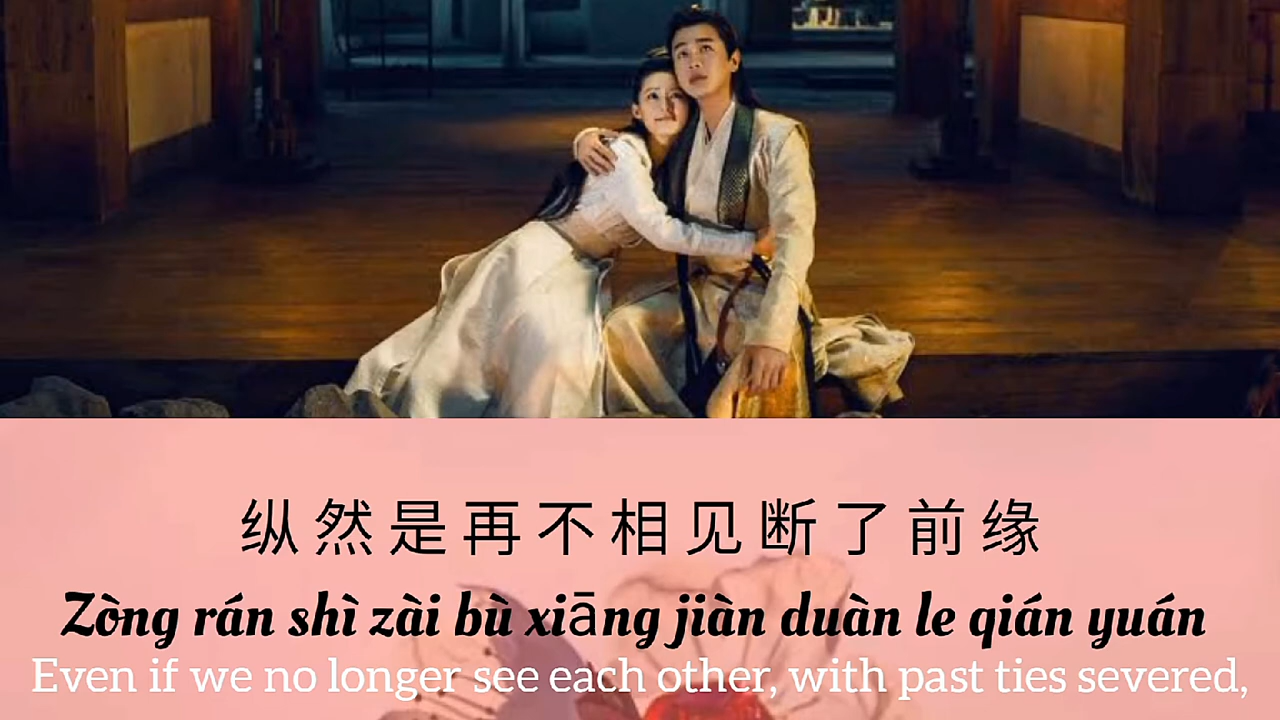 纵然是再不相见断了前缘
Zòng rán shì zài bù xiāng jiàn duàn le qián yuán
Even if we no longer see each other, with past ties severed,